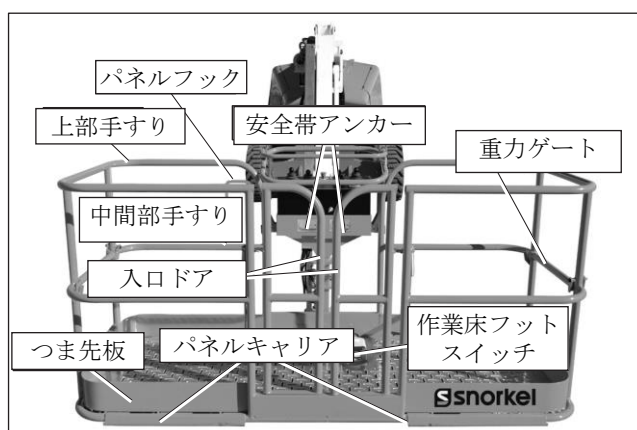 パネルフック
上部手すり
安全帯アンカー
重力ゲート
中間部手すり
入口ドア
作業床フット
スイッチ
つま先板
パネルキャリア
snorkel